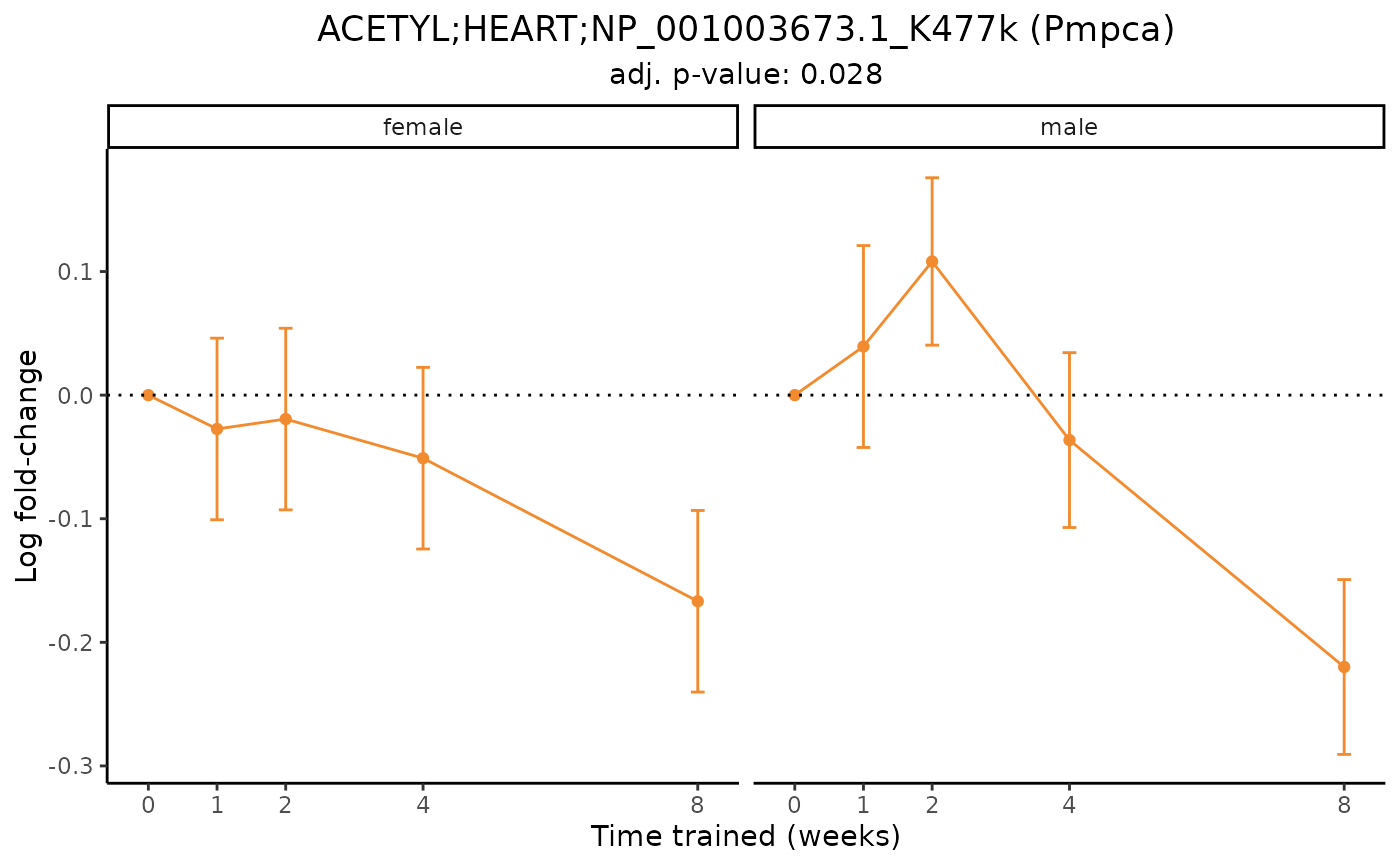 ACETYL;HEART;NP_001003673.1_K477k (Pmpca)
adj. p-value: 0.028
female
male
Log fold-change
0.1
0.0
-0.1
-0.2
-0.3
0 1 2 4 8
0 1 2 4 8
Time trained (weeks)